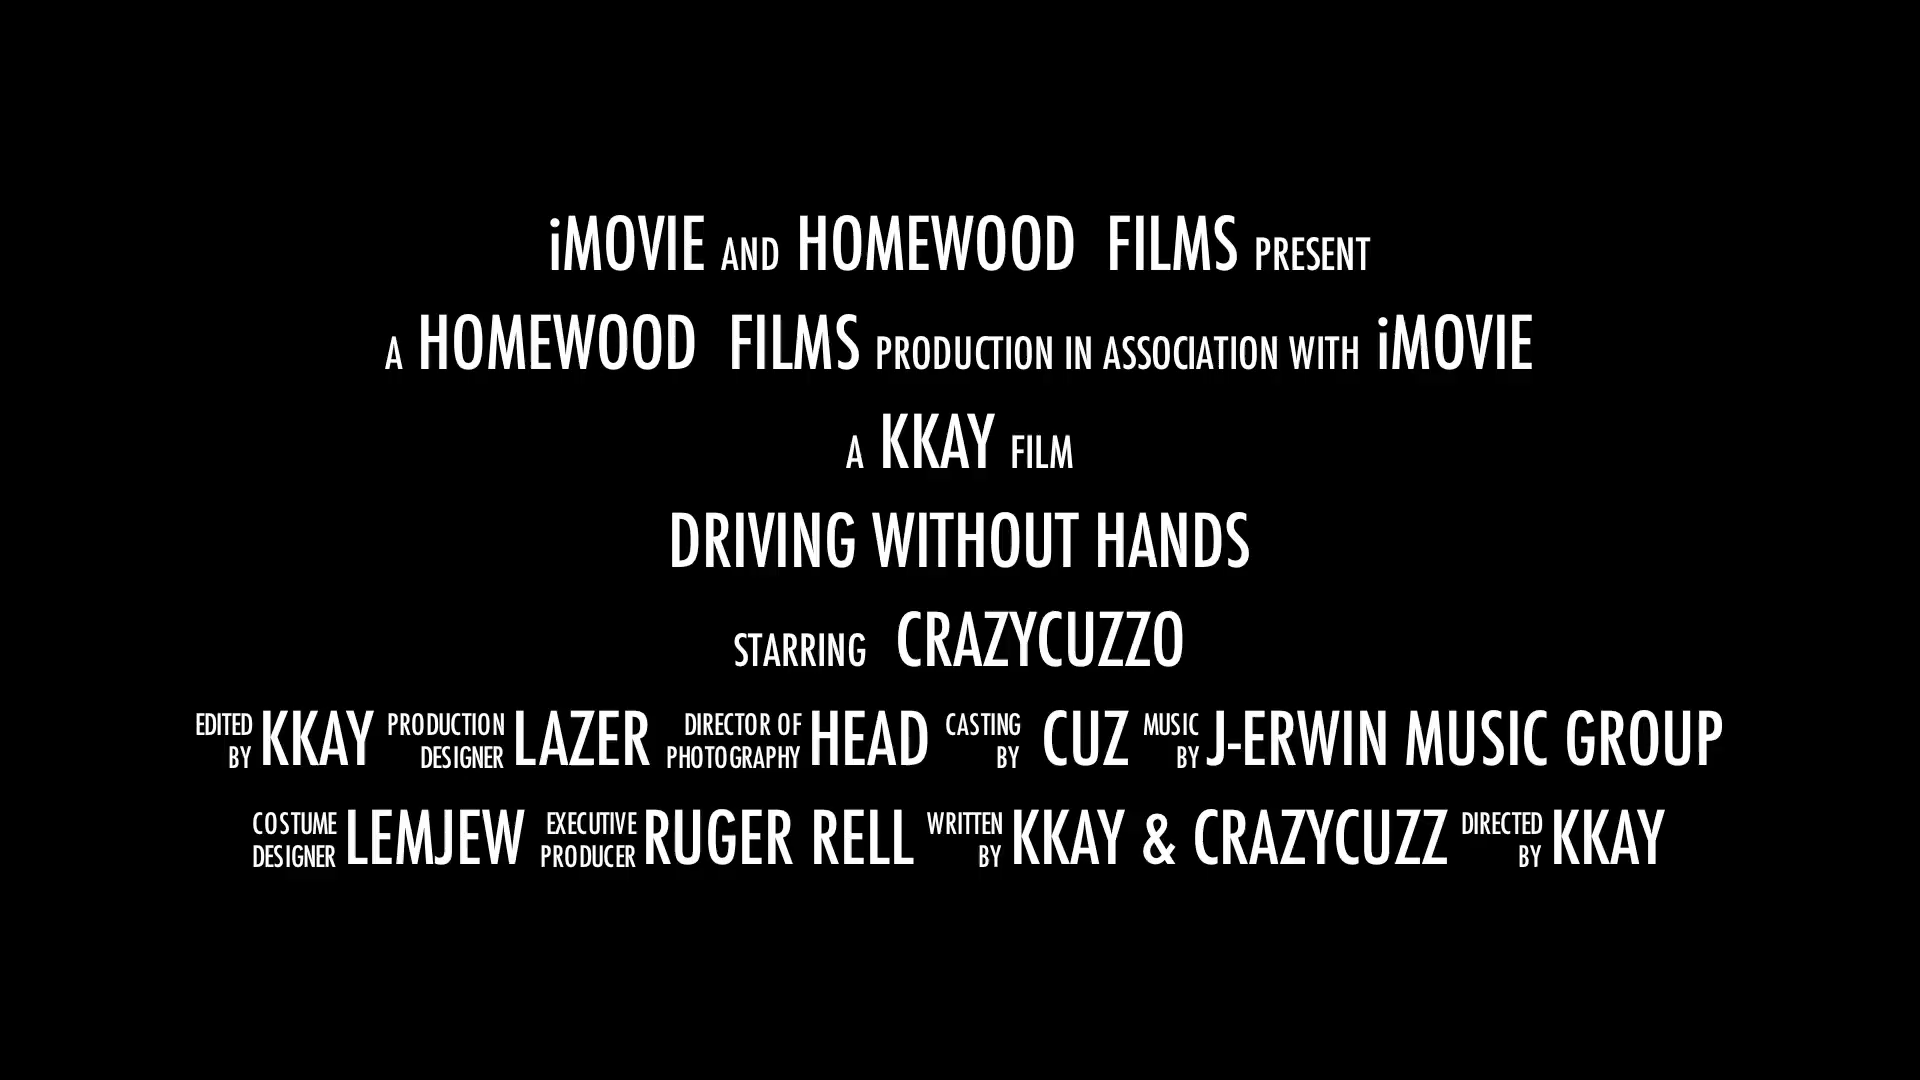 iMOVIE AND HOMEWOOD FILMS PRESENT
A HOMEWOOD FILMS PRODUCTION IN ASSOCIATION WITH iMOVIE
A KKAY FILM
DRIVING WITHOUT HANDS
STARRING CRAZYCUZZO
EDITED BY KKAY PRODUCTION DESIGNER LAZER DIRECTOR OF PHOTOGRAPHY HEAD CASTING BY CUZ MUSIC BY J-ERWIN MUSIC GROUP
COSTUME DESIGNER LEMJEW EXECUTIVE PRODUCER RUGER RELL WRITTEN BY KKAY & CRAZYCUZZ DIRECTED BY KKAY